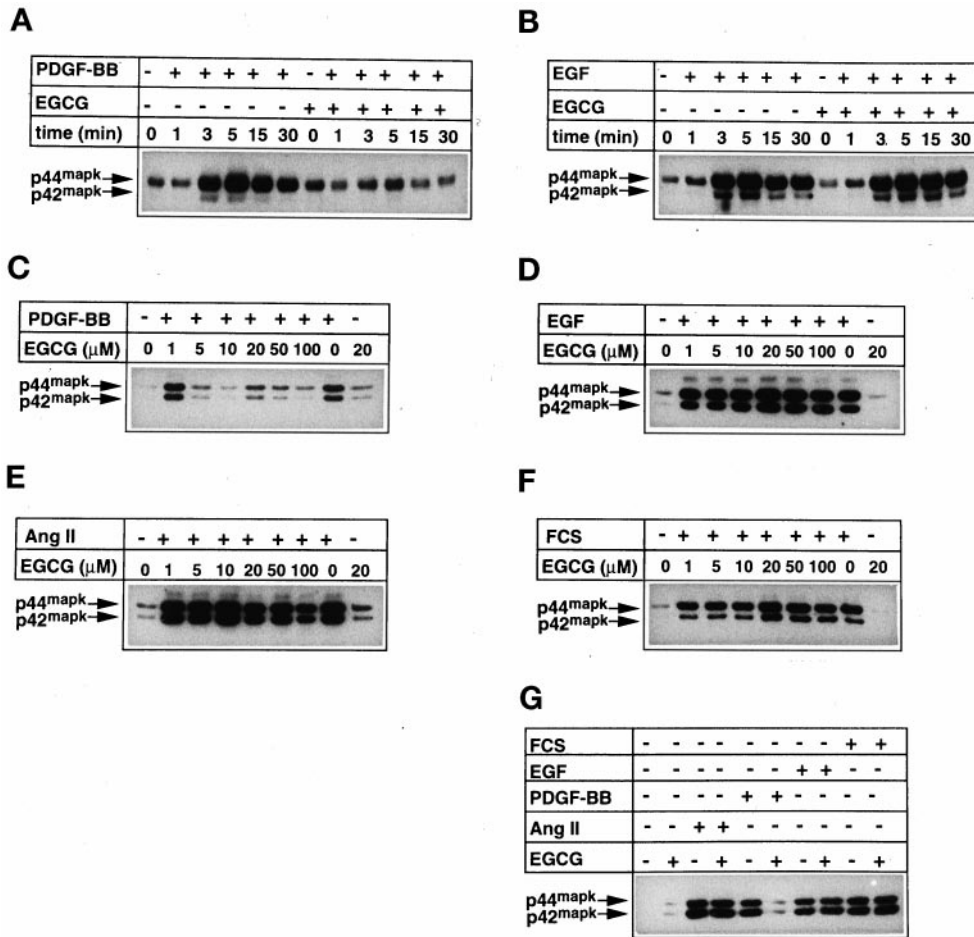 A
PDGF-BB - + + + + + - + + + + +
EGCG - - - - - - + + + + + +
time (min) 0 1 3 5 15 30 0 1 3 5 15 30
p44mapk
p42mapk
B
EGF - + + + + + - + + + + +
EGCG - - - - - - + + + + + +
time (min) 0 1 3 5 15 30 0 1 3 5 15 30
p44mapk
p42mapk
C
PDGF-BB - + + + + + + + -
EGCG (μM) 0 1 5 10 20 50 100 0 20
p44mapk
p42mapk
D
EGF - + + + + + + + -
EGCG (μM) 0 1 5 10 20 50 100 0 20
p44mapk
p42mapk
E
Ang II - + + + + + + + -
EGCG (μM) 0 1 5 10 20 50 100 0 20
p44mapk
p42mapk
F
FCS - + + + + + + + -
EGCG (μM) 0 1 5 10 20 50 100 0 20
p44mapk
p42mapk
G
FCS - - - - - - - - + +
EGF - - - - - - + + - -
PDGF-BB - - - - + + - - - -
Ang II - - + + - - - - - -
EGCG - + - + - + - + - +
p44mapk
p42mapk